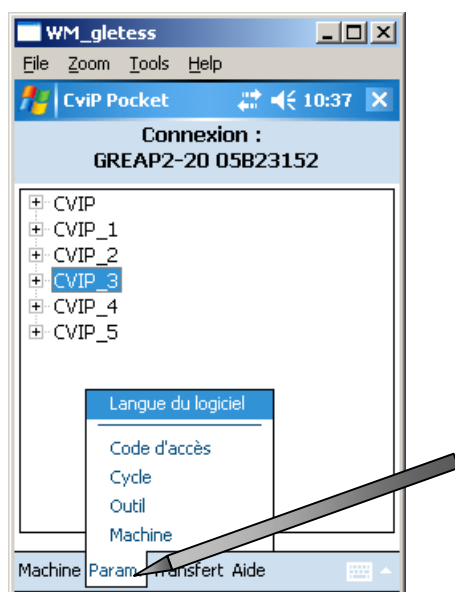 WM_gletess
File Zoom Tools Help
CviP Pocket 10:37
Connexion :
GREAP2-20 05B23152
CVIP
CVIP_1
CVIP_2
CVIP_3
CVIP_4
CVIP_5
Langue du logiciel
Code d'accès
Cycle
Outil
Machine
Machine Param Transfert Aide